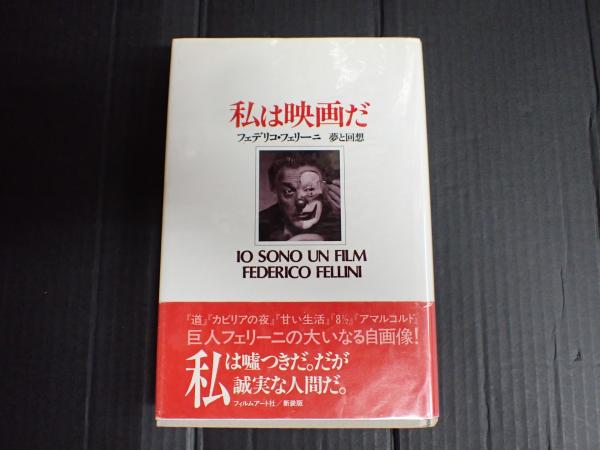 私は映画だ
フェデリコ・フェリーニ 夢と回想
IO SONO UN FILM
FEDERICO FELLINI
『道』『カビリアの夜』『甘い生活』『8½』『アマルコルド』
巨人フェリーニの大いなる自画像!
私は嘘つきだ。だが
誠実な人間だ。
フィルムアート社/新装版